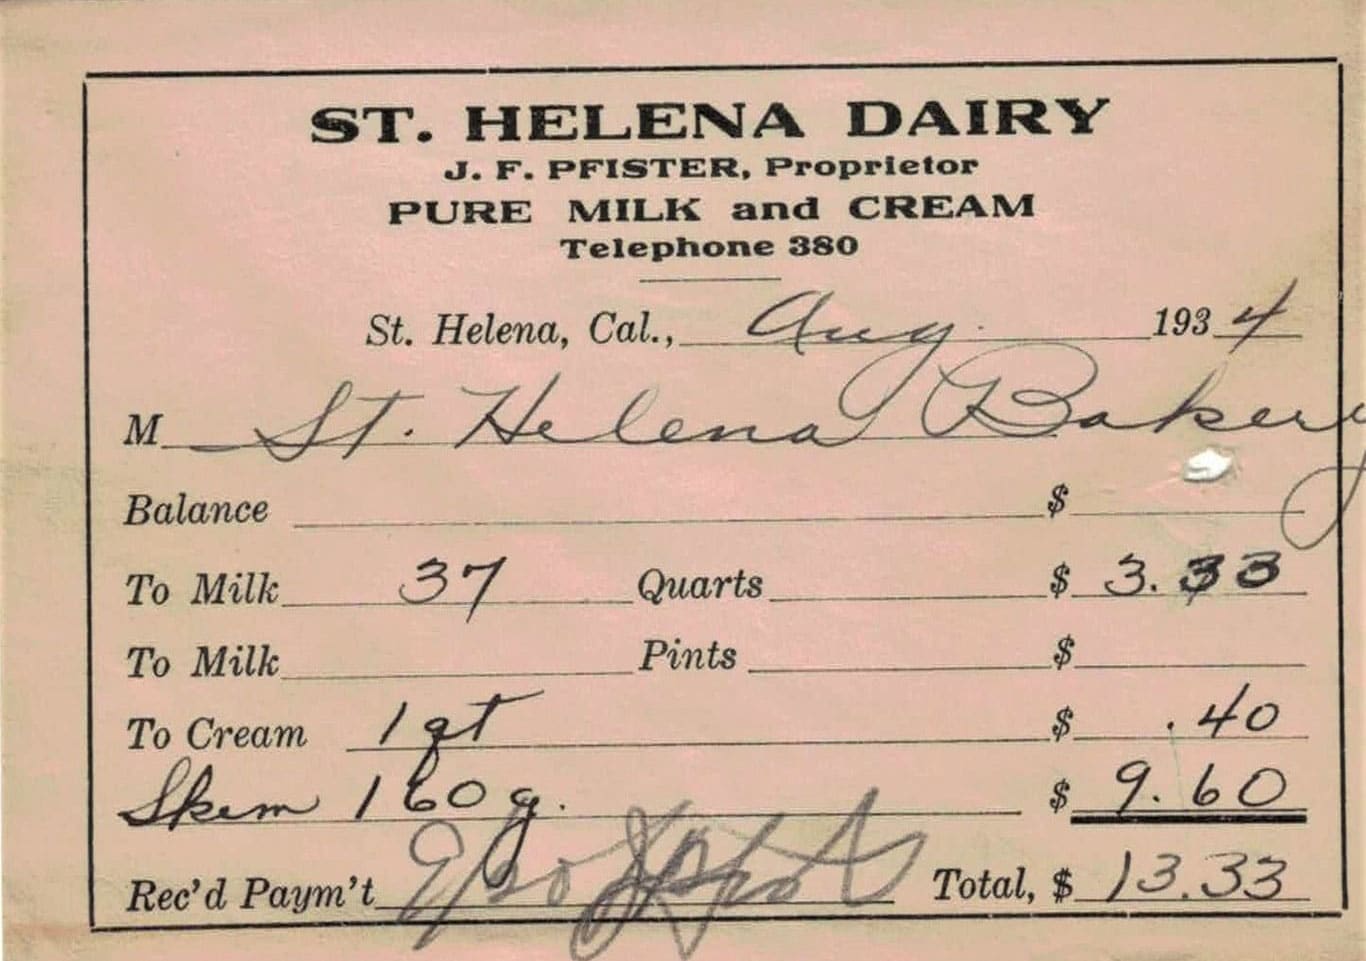 ST. HELENA DAIRY
J. F. PFISTER, Proprietor
PURE MILK and CREAM
Telephone 380
St. Helena, Cal., Aug. 1934
M St. Helena Bakery
Balance $
To Milk 37 Quarts $ 3.33
To Milk Pints $
To Cream 1 qt $ .40
Skem 160 g. $ 9.60
Rec'd Paym't Total, $ 13.33